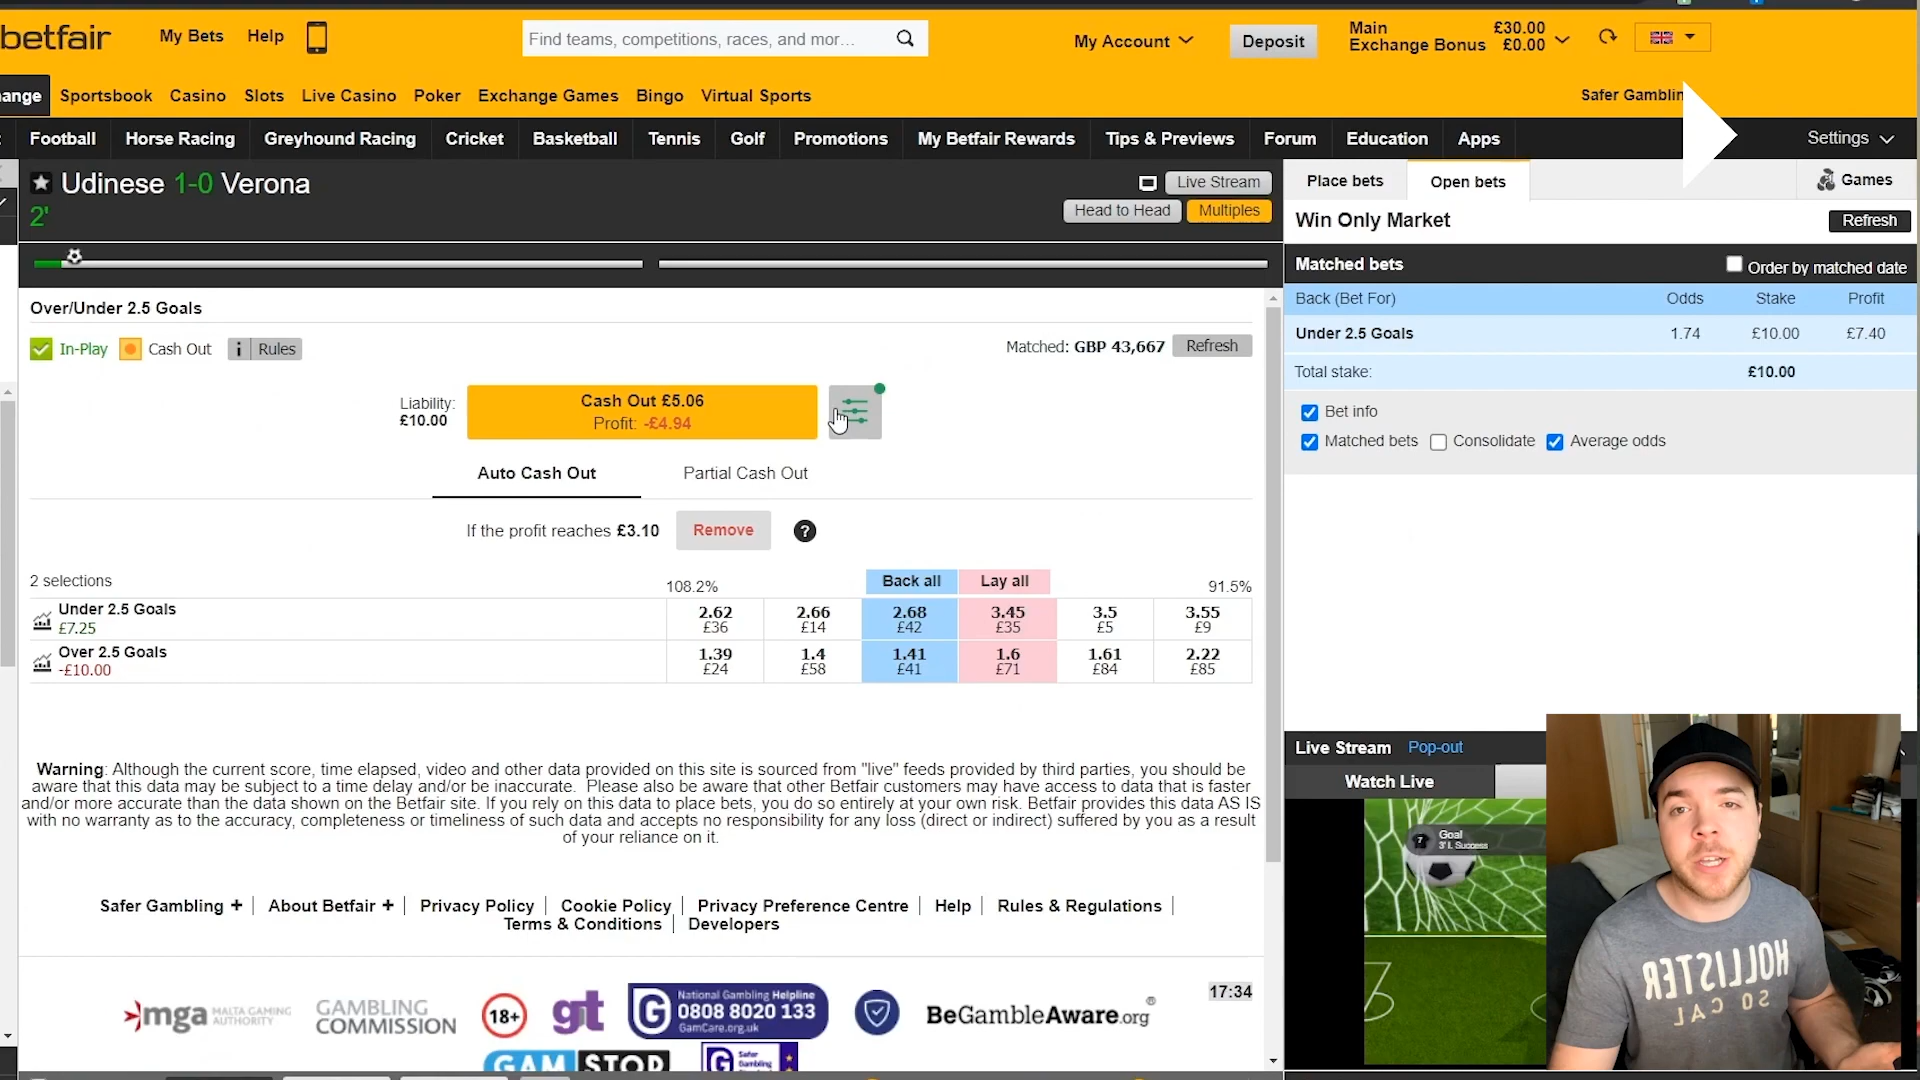 betfair My Bets Help Find teams, competitions, races, and mor... My Account Deposit Main £30.00
Exchange Bonus £0.00
ange Sportsbook Casino Slots Live Casino Poker Exchange Games Bingo Virtual Sports Safer Gamblin
Football Horse Racing Greyhound Racing Cricket Basketball Tennis Golf Promotions My Betfair Rewards Tips & Previews Forum Education Apps Settings
Udinese 1-0 Verona
2'
Live Stream
Head to Head Multiples
Over/Under 2.5 Goals
In-Play Cash Out i Rules
Matched: GBP 43,667 Refresh
Liability:
£10.00
Cash Out £5.06
Profit: -£4.94
Auto Cash Out Partial Cash Out
If the profit reaches £3.10 Remove ?
2 selections 108.2% Back all Lay all 91.5%
Under 2.5 Goals 2.62 2.66 2.68 3.45 3.5 3.55
£7.25 £36 £14 £42 £35 £5 £9
Over 2.5 Goals 1.39 1.4 1.41 1.6 1.61 2.22
-£10.00 £24 £58 £41 £71 £84 £85
Warning: Although the current score, time elapsed, video and other data provided on this site is sourced from "live" feeds provided by third parties, you should be
aware that this data may be subject to a time delay and/or be inaccurate. Please also be aware that other Betfair customers may have access to data that is faster
and/or more accurate than the data shown on the Betfair site. If you rely on this data to place bets, you do so entirely at your own risk. Betfair provides this data AS IS
with no warranty as to the accuracy, completeness or timeliness of such data and accepts no responsibility for any loss (direct or indirect) suffered by you as a result
of your reliance on it.
Safer Gambling + About Betfair + Privacy Policy Cookie Policy Privacy Preference Centre Help Rules & Regulations
Terms & Conditions Developers
mga MALTA GAMING
AUTHORITY
GAMBLING
COMMISSION
18+
gt
National Gambling Helpline
0808 8020 133
GamCare.org.uk
BeGambleAware.org®
17:34
GAMSTOP
Safer
Gambling
Place bets Open bets Games
Win Only Market Refresh
Matched bets Order by matched date
Back (Bet For) Odds Stake Profit
Under 2.5 Goals 1.74 £10.00 £7.40
Total stake: £10.00
Bet info
Matched bets Consolidate Average odds
Live Stream Pop-out
Watch Live
7 Goal
3' I. Success
HOLLISTER
SO CAL